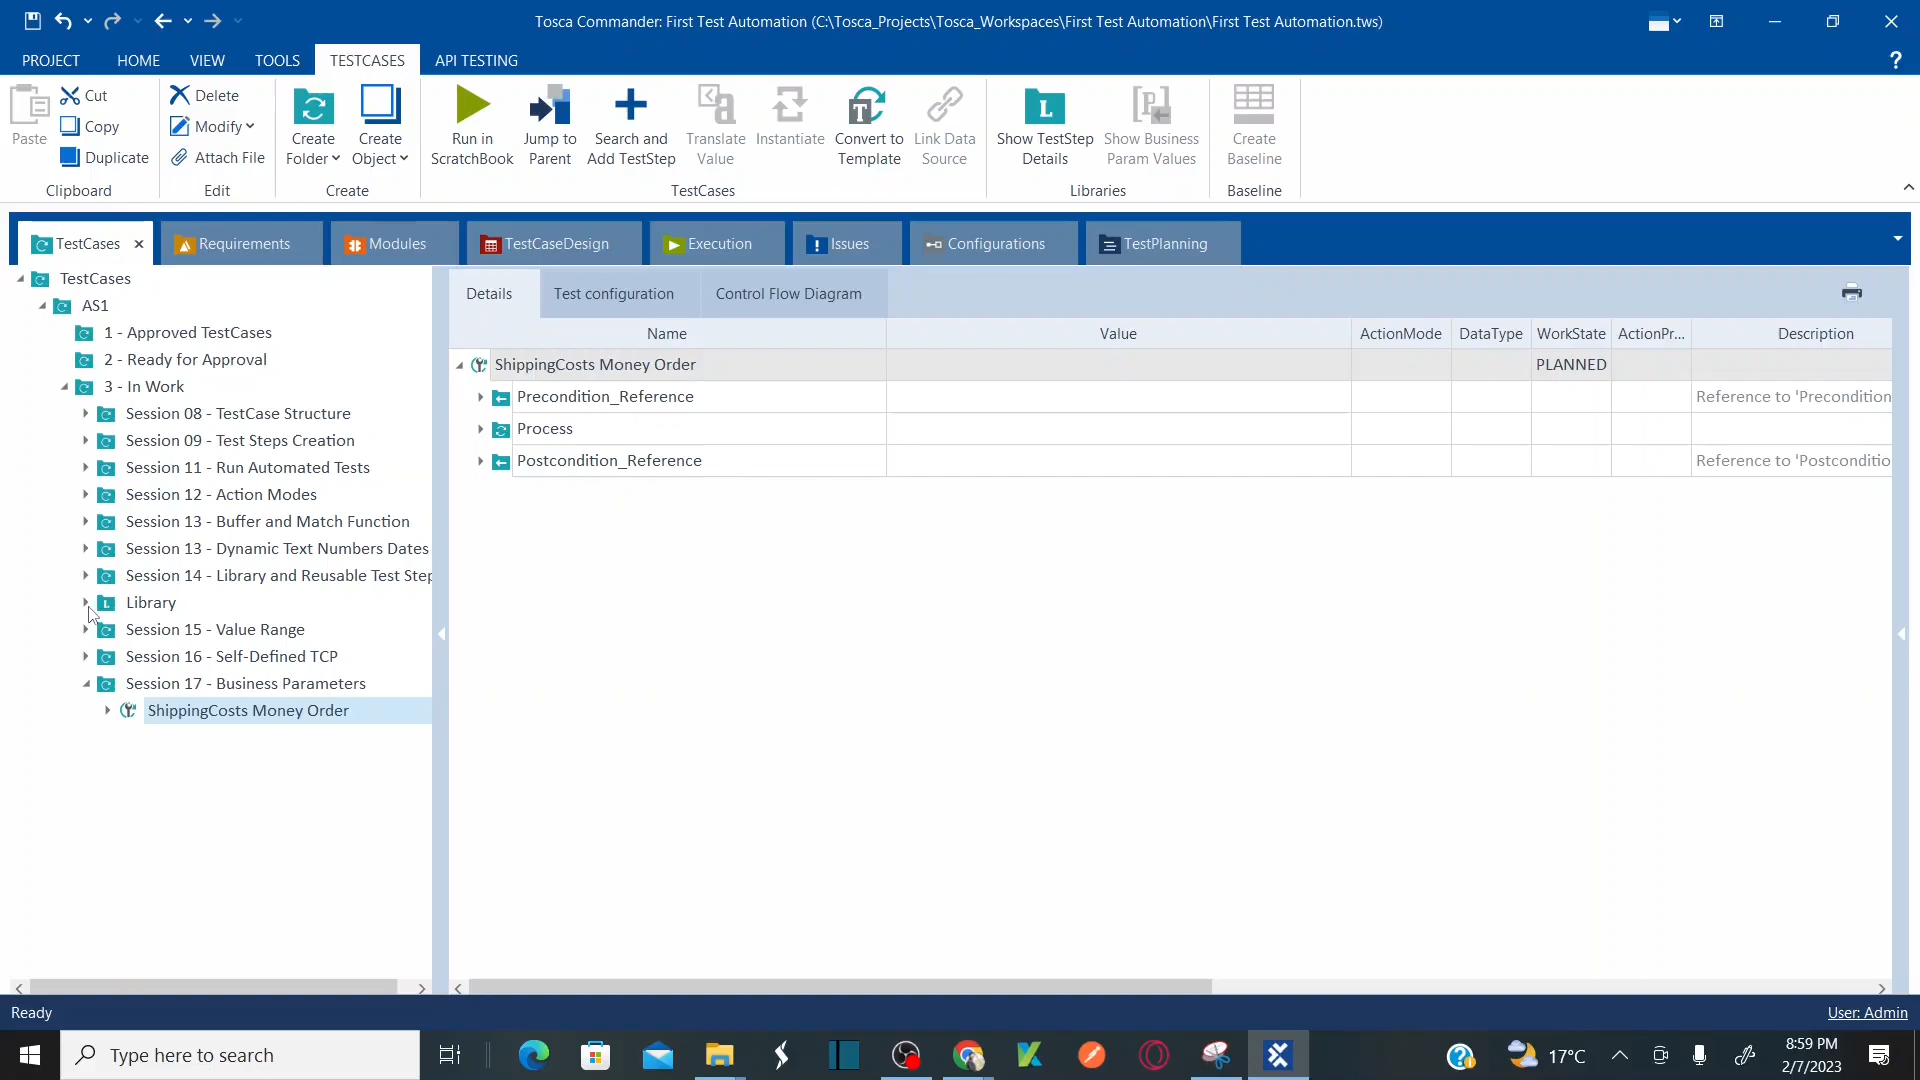 Tosca Commander: First Test Automation (C:\Tosca_Projects\Tosca_Workspaces\First Test Automation\First Test Automation.tws)
PROJECT HOME VIEW TOOLS TESTCASES API TESTING
?
Paste
Cut
Copy
Duplicate
Clipboard
Delete
Modify
Attach File
Edit
Create
Folder
Create
Object
Create
Run in
ScratchBook
Jump to
Parent
Search and
Add TestStep
Translate
Value
Instantiate
Convert to
Template
Link Data
Source
TestCases
Show TestStep
Details
Show Business
Param Values
Libraries
Create
Baseline
Baseline
TestCases Requirements Modules TestCaseDesign Execution Issues Configurations TestPlanning
TestCases
AS1
1 - Approved TestCases
2 - Ready for Approval
3 - In Work
Session 08 - TestCase Structure
Session 09 - Test Steps Creation
Session 11 - Run Automated Tests
Session 12 - Action Modes
Session 13 - Buffer and Match Function
Session 13 - Dynamic Text Numbers Dates
Session 14 - Library and Reusable Test Step
Library
Session 15 - Value Range
Session 16 - Self-Defined TCP
Session 17 - Business Parameters
ShippingCosts Money Order
Details Test configuration Control Flow Diagram
Name Value ActionMode DataType WorkState ActionPr... Description
ShippingCosts Money Order PLANNED
Precondition_Reference Reference to 'Precondition
Process
Postcondition_Reference Reference to 'Postconditio
Ready
User: Admin
Type here to search
17°C
8:59 PM
2/7/2023